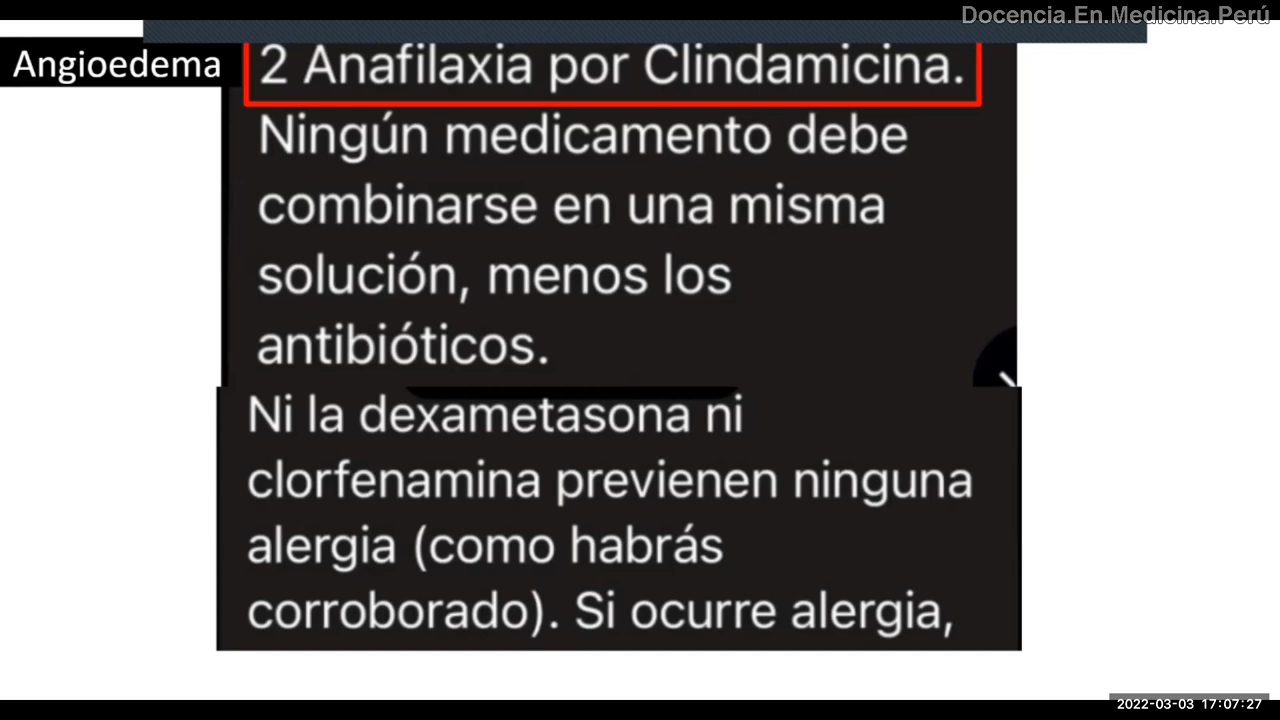 Docencia.En.Medicina.Perú
Angioedema
2 Anafilaxia por Clindamicina.
Ningún medicamento debe
combinarse en una misma
solución, menos los
antibióticos.
Ni la dexametasona ni
clorfenamina previenen ninguna
alergia (como habrás
corroborado). Si ocurre alergia,
2022-03-03 17:07:27